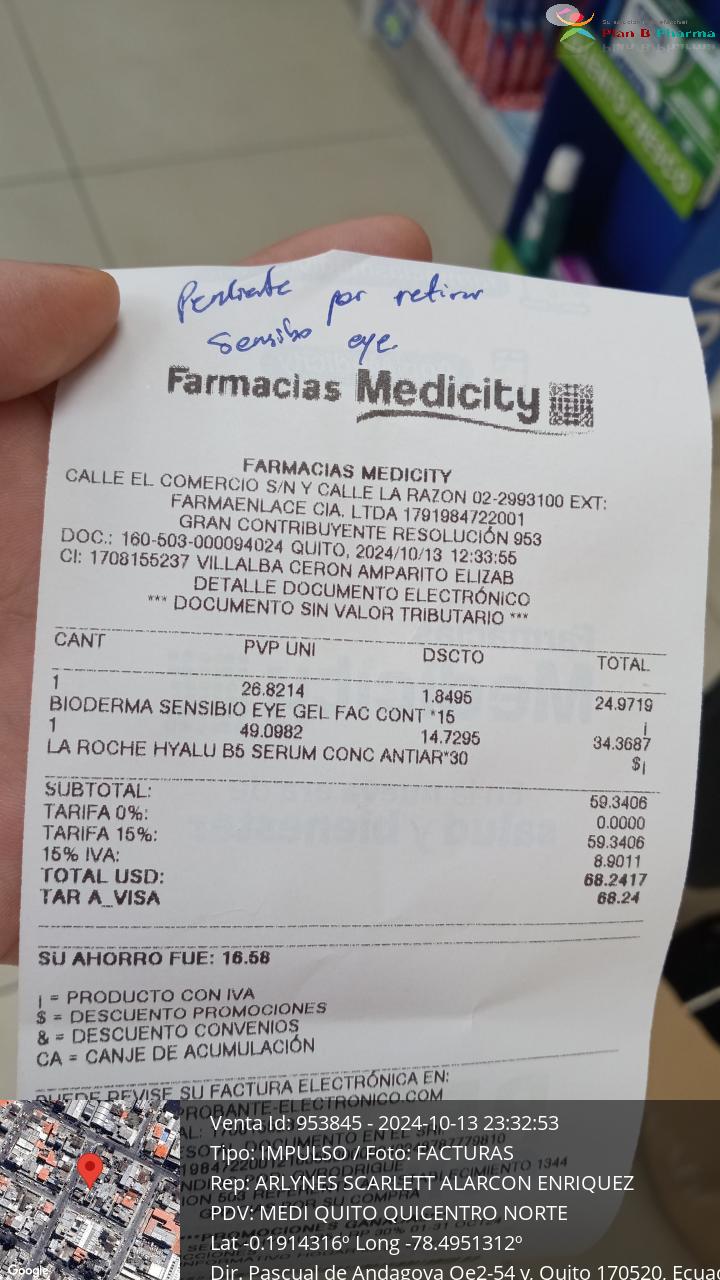 Su solución
Plan B Pharma
Pendiente por retirar
Sensibio eye
Farmacias Medicity
FARMACIAS MEDICITY
CALLE EL COMERCIO S/N Y CALLE LA RAZON 02-2993100 EXT:
FARMAENLACE CIA. LTDA 1791984722001
GRAN CONTRIBUYENTE RESOLUCIÓN 953
DOC.: 160-503-000094024 QUITO, 2024/10/13 12:33:55
CI: 1708155237 VILLALBA CERON AMPARITO ELIZAB
DETALLE DOCUMENTO ELECTRÓNICO
*** DOCUMENTO SIN VALOR TRIBUTARIO ***
CANT PVP UNI DSCTO TOTAL
1 26.8214 1.8495 24.9719
BIODERMA SENSIBIO EYE GEL FAC CONT *15 ¡
1 49.0982 14.7295 34.3687
LA ROCHE HYALU B5 SERUM CONC ANTIAR*30 $¡
SUBTOTAL: 59.3406
TARIFA 0%: 0.0000
TARIFA 15%: 59.3406
15% IVA: 8.9011
TOTAL USD: 68.2417
TAR A_VISA 68.24
SU AHORRO FUE: 16.58
¡ = PRODUCTO CON IVA
$ = DESCUENTO PROMOCIONES
& = DESCUENTO CONVENIOS
CA = CANJE DE ACUMULACIÓN
PUEDE REVISE SU FACTURA ELECTRÓNICA EN:
Venta Id: 953845 - 2024-10-13 23:32:53
Tipo: IMPULSO / Foto: FACTURAS
Rep: ARLYNES SCARLETT ALARCON ENRIQUEZ
PDV: MEDI QUITO QUICENTRO NORTE
Lat -0.1914316º Long -78.4951312º
Dir. Pascual de Andagoya Oe2-54 y, Quito 170520, Ecua
Google